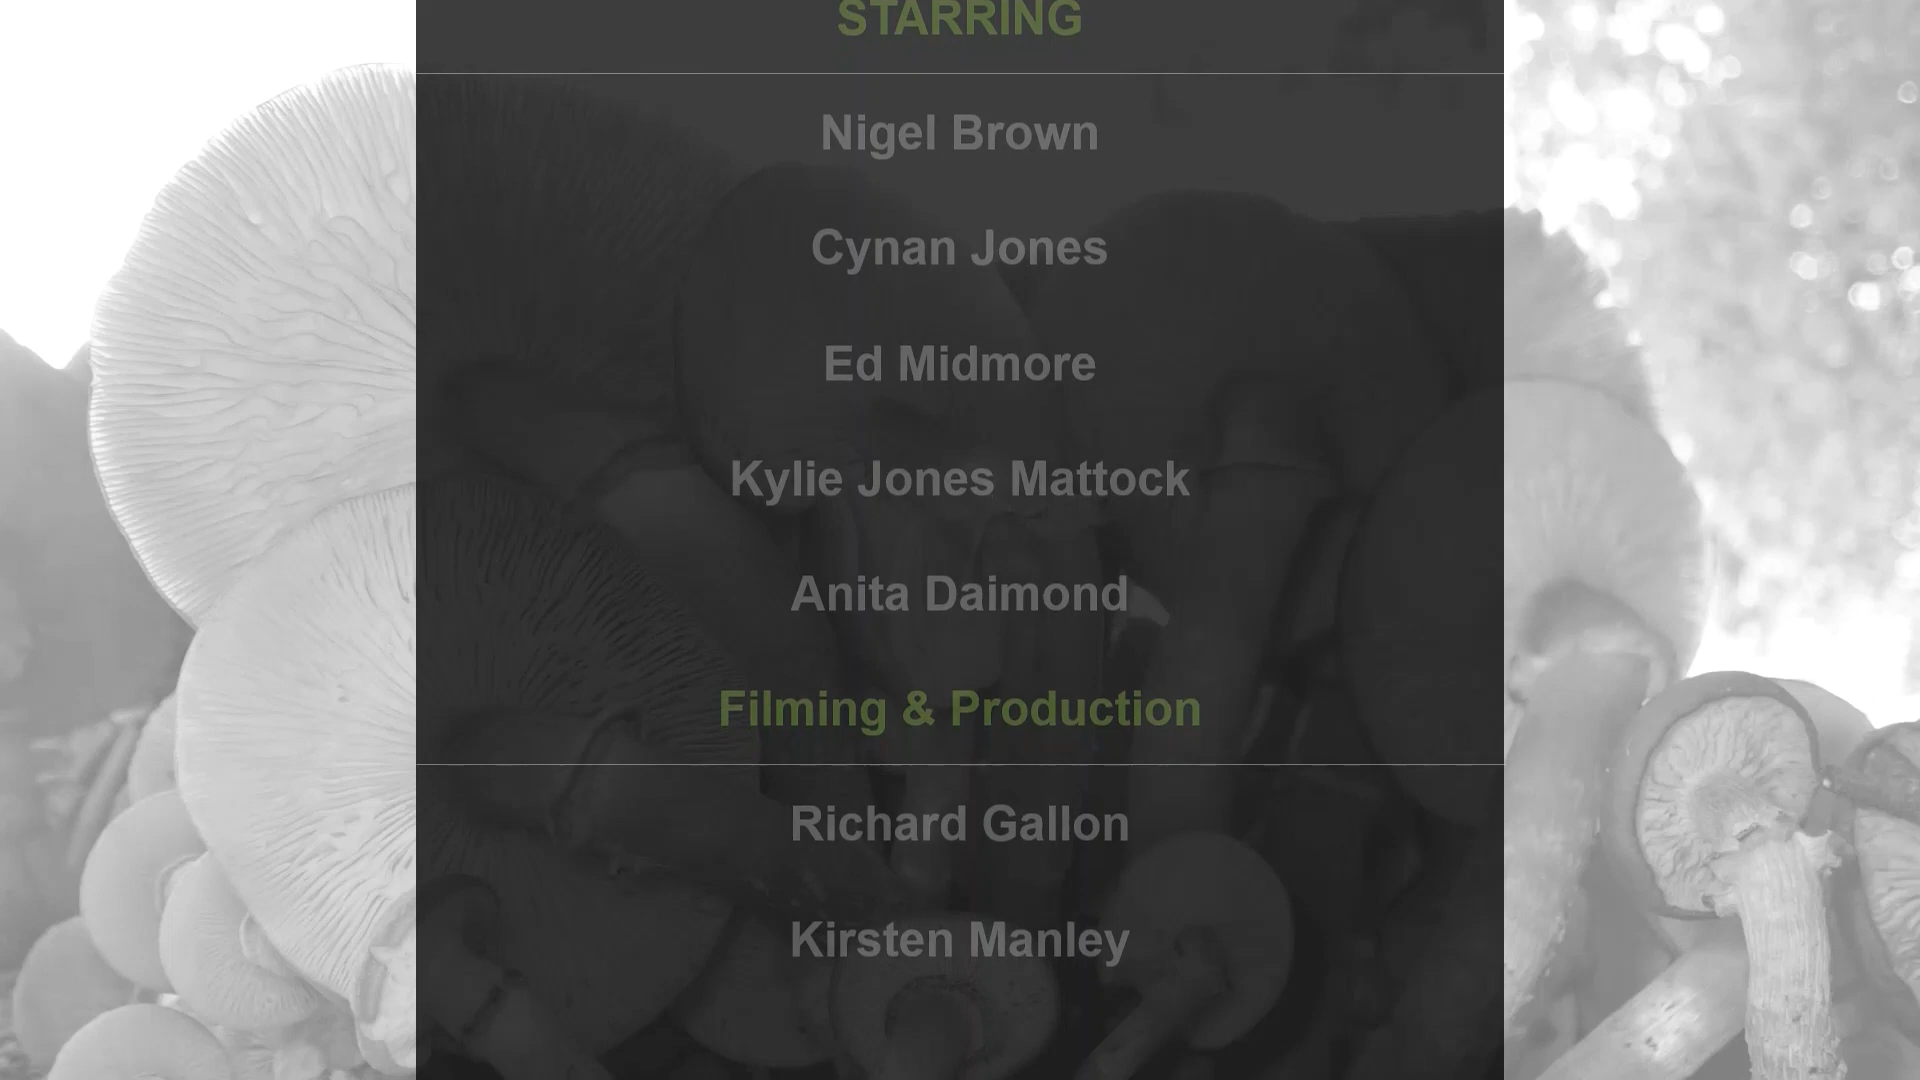 STARRING
Nigel Brown
Cynan Jones
Ed Midmore
Kylie Jones Mattock
Anita Daimond
Filming & Production
Richard Gallon
Kirsten Manley